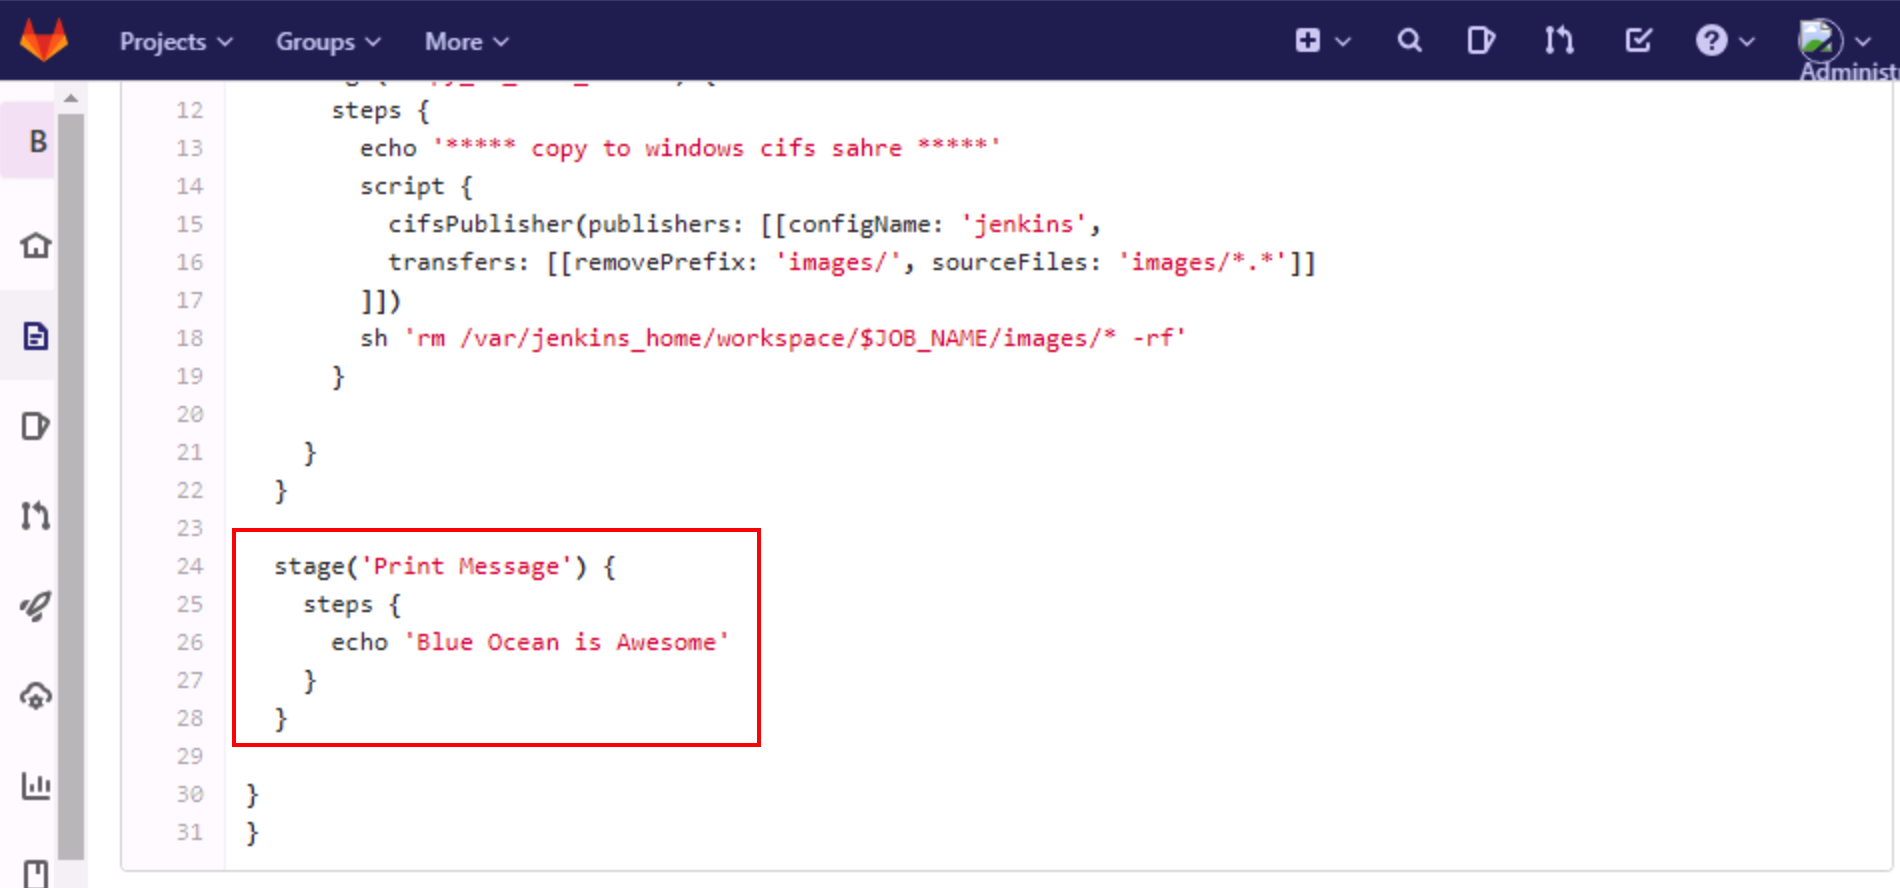 Projects Groups More
Administ
B
12 steps {
13 echo '***** copy to windows cifs sahre *****'
14 script {
15 cifsPublisher(publishers: [[configName: 'jenkins',
16 transfers: [[removePrefix: 'images/', sourceFiles: 'images/*.*']]
17 ]])
18 sh 'rm /var/jenkins_home/workspace/$JOB_NAME/images/* -rf'
19 }
20
21 }
22 }
23
24 stage('Print Message') {
25 steps {
26 echo 'Blue Ocean is Awesome'
27 }
28 }
29
30 }
31 }